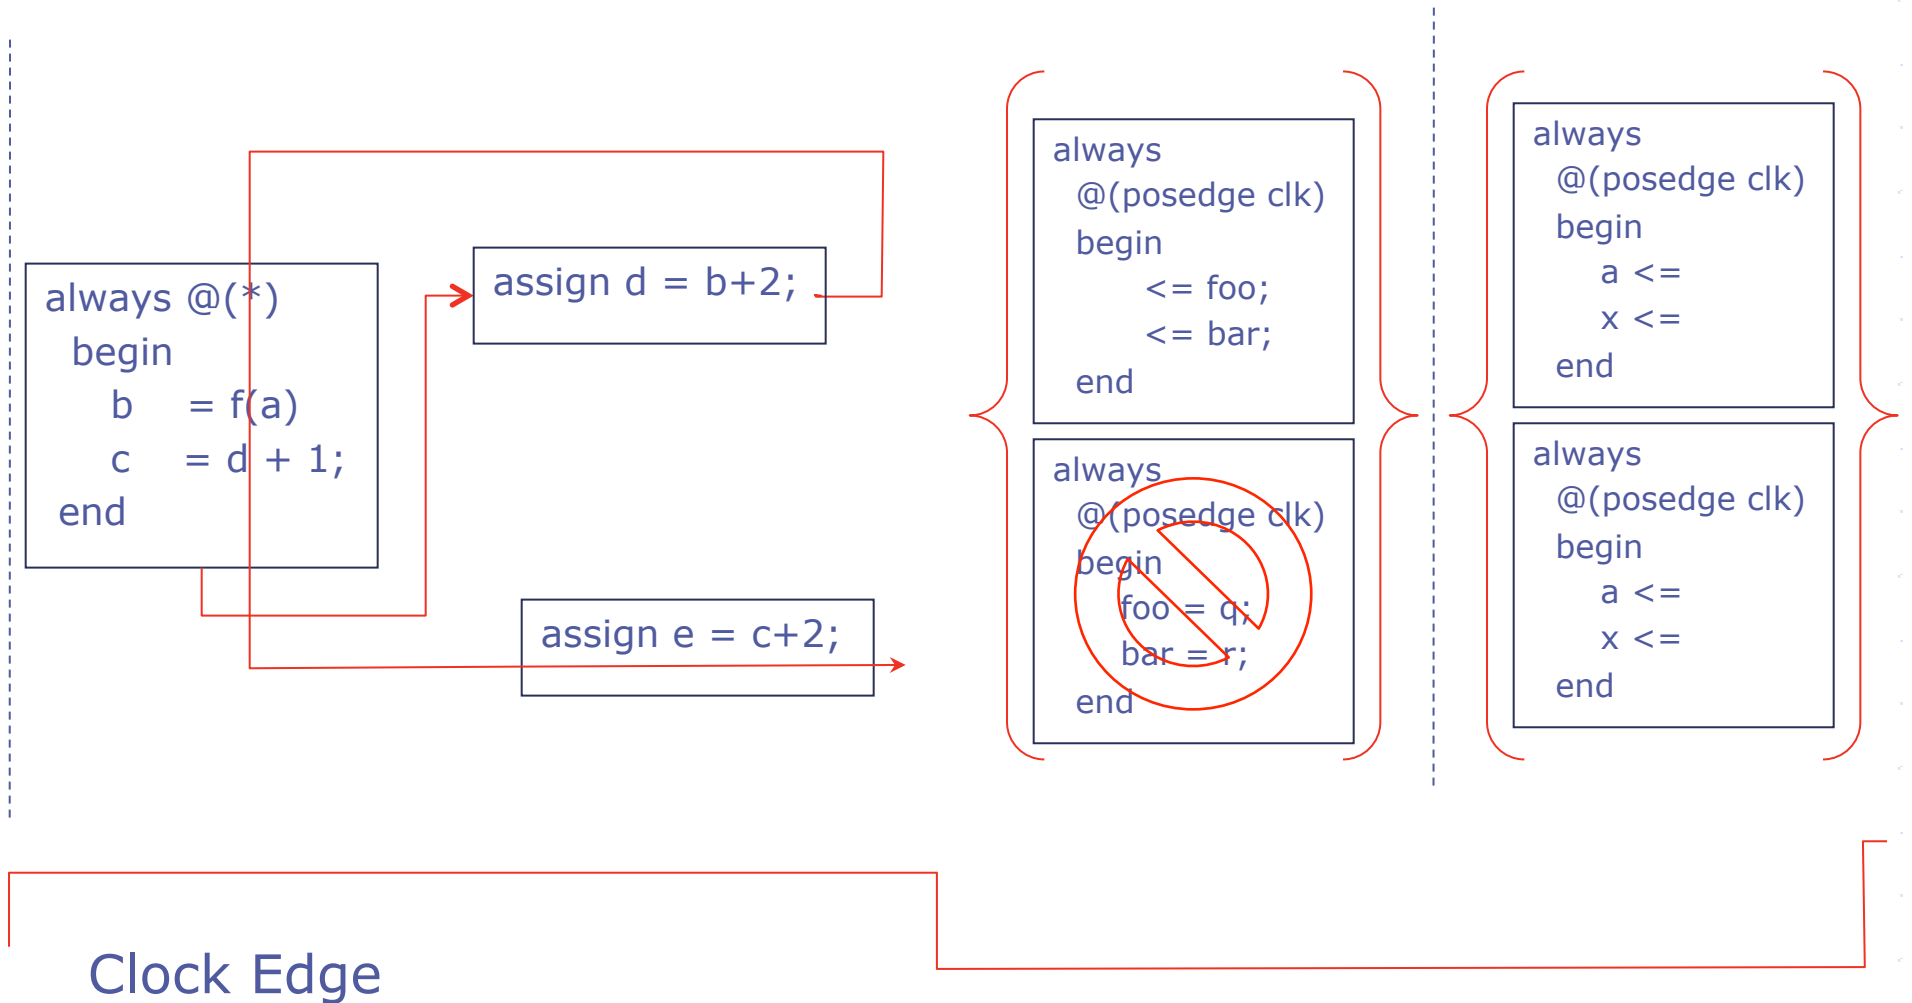 always @(*)
begin
b = f(a)
c = d + 1;
end
assign d = b+2;
assign e = c+2;
always
@(posedge clk)
begin
<= foo;
<= bar;
end
always
@(posedge clk)
begin
foo = q;
bar = r;
end
always
@(posedge clk)
begin
a <=
x <=
end
always
@(posedge clk)
begin
a <=
x <=
end
Clock Edge